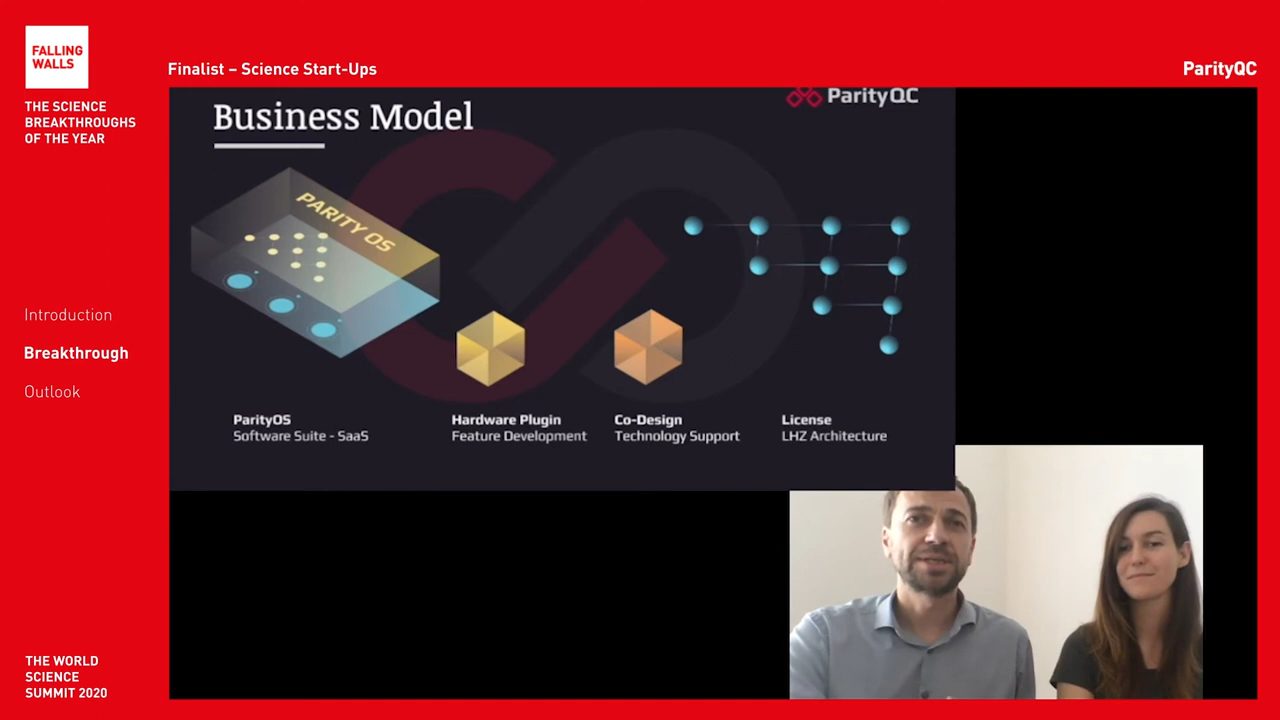 FALLING
WALLS
THE SCIENCE
BREAKTHROUGHS
OF THE YEAR
Finalist – Science Start-Ups
ParityQC
Business Model
ParityQC
PARITY OS
ParityOS
Software Suite - SaaS
Hardware Plugin
Feature Development
Co-Design
Technology Support
License
LHZ Architecture
Introduction
Breakthrough
Outlook
THE WORLD
SCIENCE
SUMMIT 2020